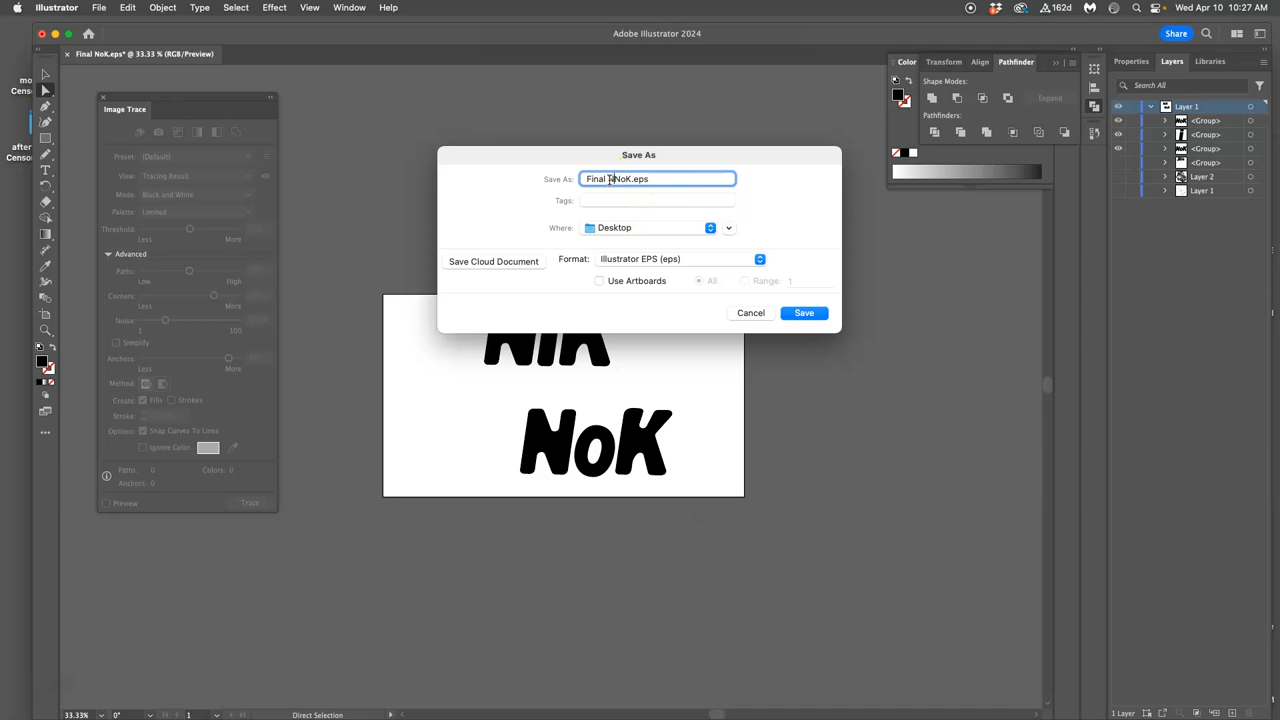 Illustrator File Edit Object Type Select Effect View Window Help
162d Wed Apr 10 10:27 AM
Adobe Illustrator 2024
Share
Final NoK.eps* @ 33.33 % (RGB/Preview)
Image Trace
Preset: [Default]
View: Tracing Result
Mode: Black and White
Palette: Limited
Threshold:
Less More
Advanced
Paths:
Low High
Corners:
Less More
Noise:
1 100
Simplify
Anchors:
Less More
Method:
Create: Fills Strokes
Stroke:
Options: Snap Curves To Lines
Ignore Color
Paths: 0 Colors: 0
Anchors: 0
Preview Trace
Save As
Save As: Final NoK.eps
Tags:
Where: Desktop
Save Cloud Document Format: Illustrator EPS (eps)
Use Artboards All Range: 1
Cancel Save
NoK
Color Transform Align Pathfinder
Shape Modes:
Expand
Pathfinders:
Properties Layers Libraries
Search All
Layer 1
<Group>
<Group>
<Group>
<Group>
Layer 2
Layer 1
1 Layer
33.33% 0° 1 Direct Selection